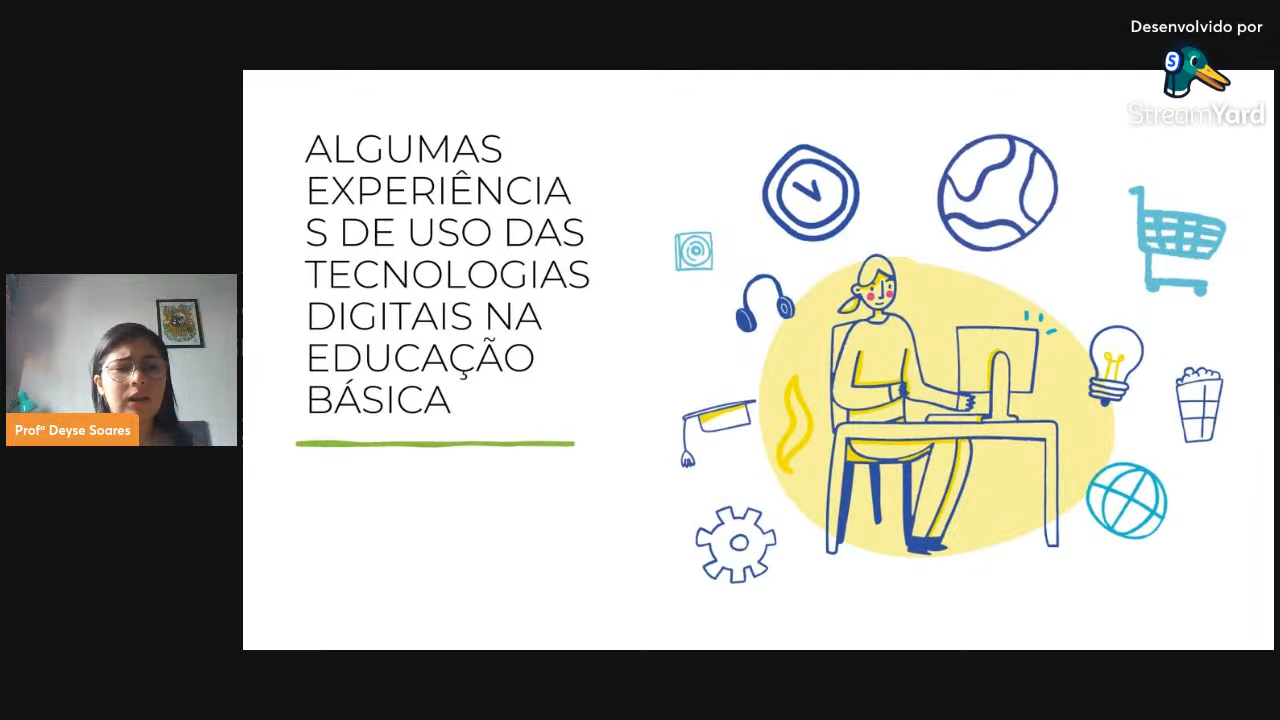 Desenvolvido por
StreamYard
ALGUMAS
EXPERIÊNCIA
S DE USO DAS
TECNOLOGIAS
DIGITAIS NA
EDUCAÇÃO
BÁSICA
Profª Deyse Soares